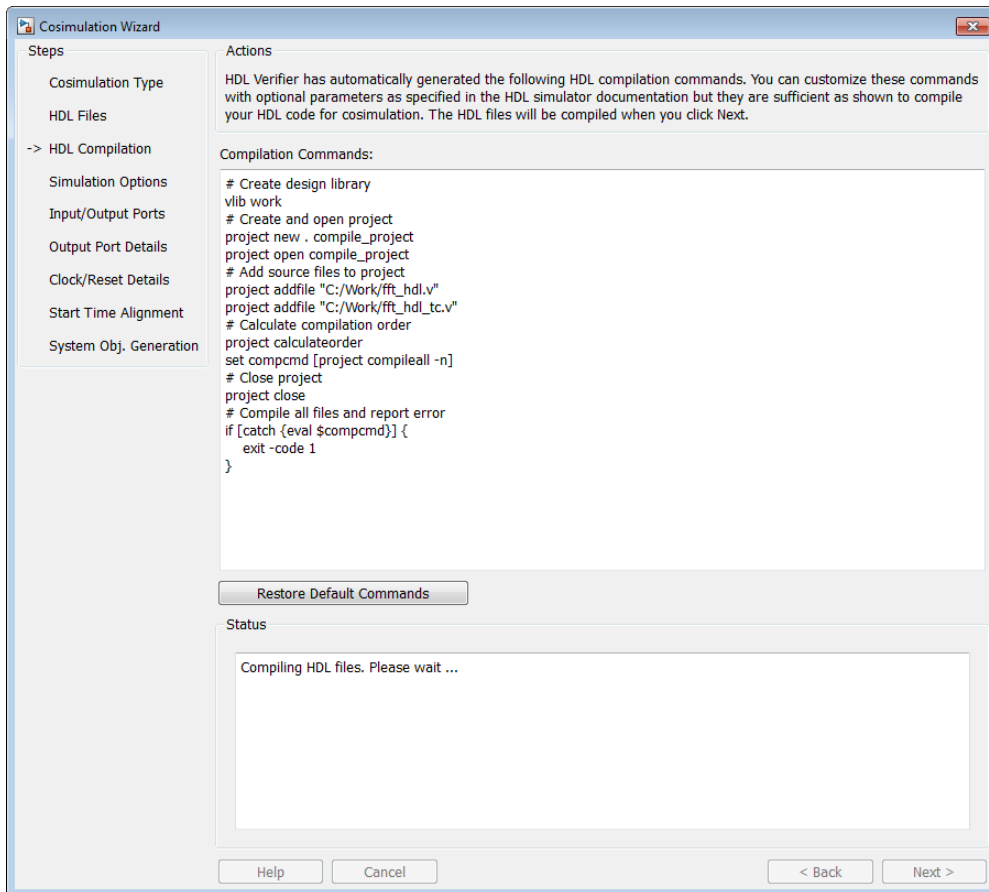 Cosimulation Wizard
Steps
Cosimulation Type
HDL Files
-> HDL Compilation
Simulation Options
Input/Output Ports
Output Port Details
Clock/Reset Details
Start Time Alignment
System Obj. Generation
Actions
HDL Verifier has automatically generated the following HDL compilation commands. You can customize these commands
with optional parameters as specified in the HDL simulator documentation but they are sufficient as shown to compile
your HDL code for cosimulation. The HDL files will be compiled when you click Next.
Compilation Commands:
# Create design library
vlib work
# Create and open project
project new . compile_project
project open compile_project
# Add source files to project
project addfile "C:/Work/fft_hdl.v"
project addfile "C:/Work/fft_hdl_tc.v"
# Calculate compilation order
project calculateorder
set compcmd [project compileall -n]
# Close project
project close
# Compile all files and report error
if [catch {eval $compcmd}] {
    exit -code 1
}
Restore Default Commands
Status
Compiling HDL files. Please wait ...
Help
Cancel
< Back
Next >